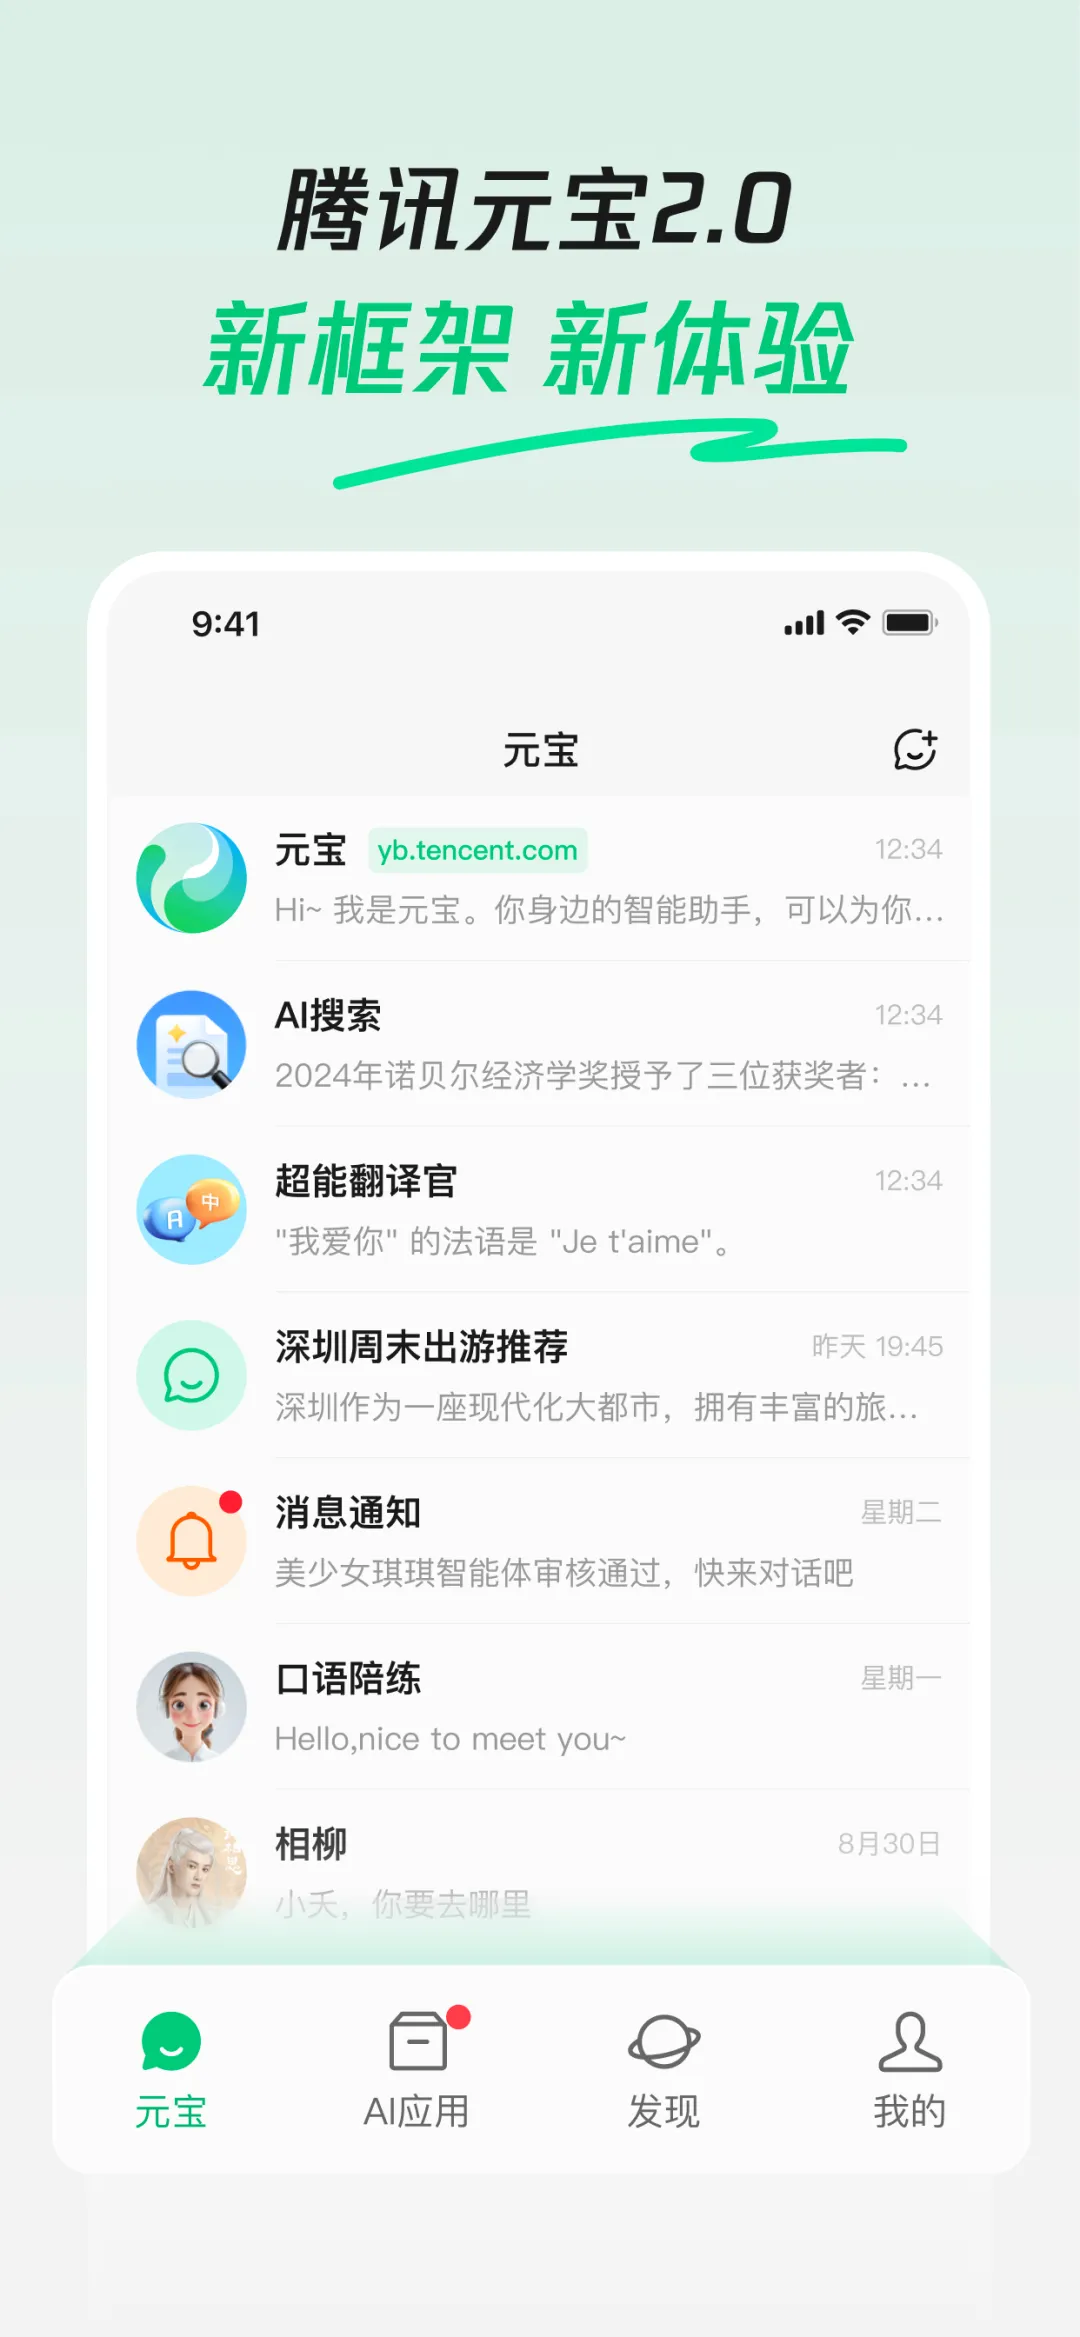 腾讯元宝2.0
新框架 新体验
9:41
元宝
元宝 yb.tencent.com 12:34
Hi~ 我是元宝。你身边的智能助手，可以为你...
AI搜索 12:34
2024年诺贝尔经济学奖授予了三位获奖者：...
超能翻译官 12:34
"我爱你" 的法语是 "Je t'aime"。
深圳周末出游推荐 昨天 19:45
深圳作为一座现代化大都市，拥有丰富的旅...
消息通知 星期二
美少女琪琪智能体审核通过，快来对话吧
口语陪练 星期一
Hello,nice to meet you~
相柳 8月30日
小夭，你要去哪里
元宝 AI应用 发现 我的